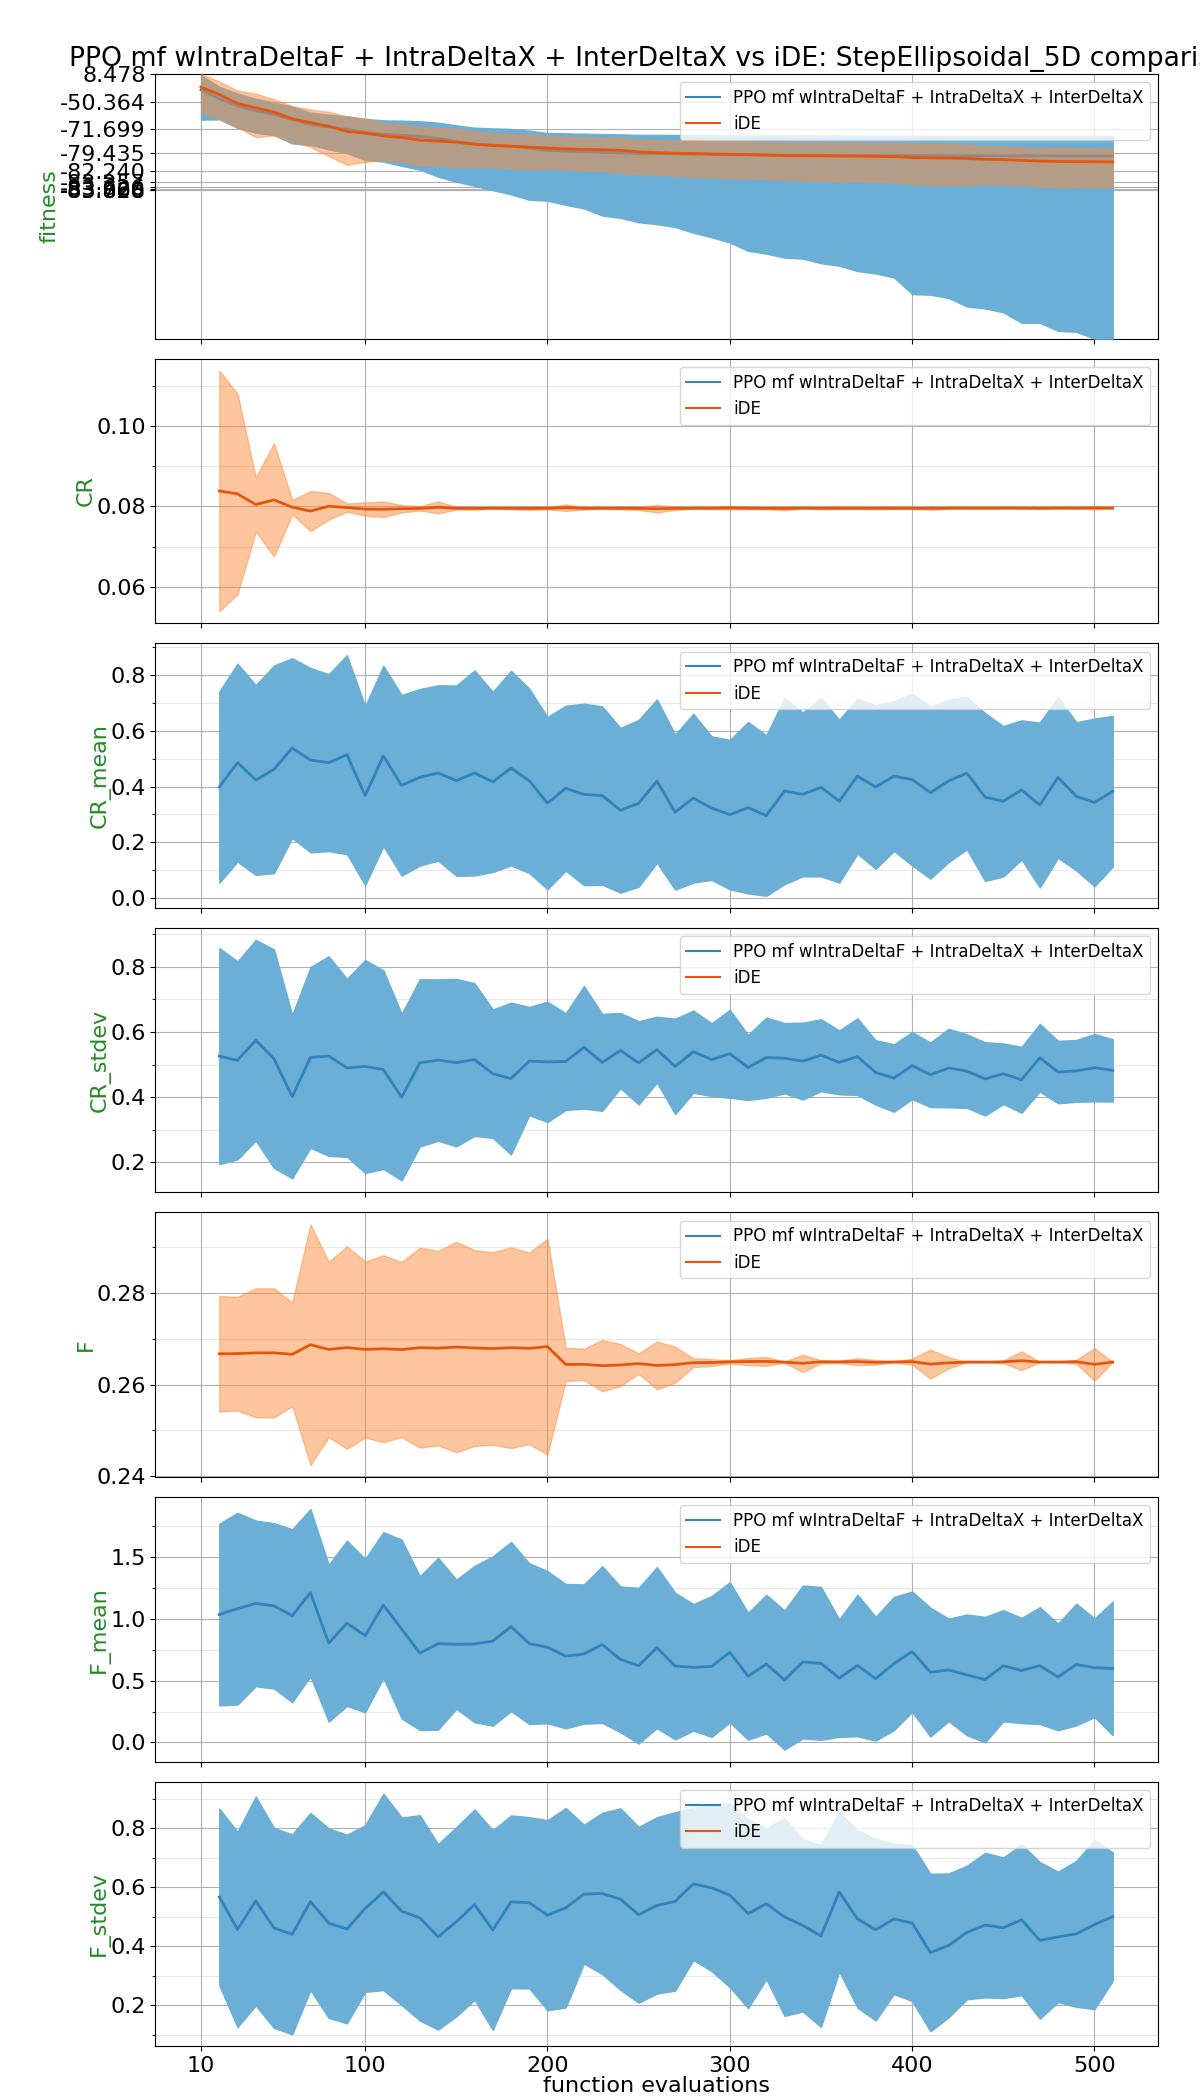 PPO mf wIntraDeltaF + IntraDeltaX + InterDeltaX vs iDE: StepEllipsoidal_5D compari
8.478
-50.364
-71.699
-79.435
-82.240
fitness
PPO mf wIntraDeltaF + IntraDeltaX + InterDeltaX
iDE
0.10
0.08
0.06
CR
PPO mf wIntraDeltaF + IntraDeltaX + InterDeltaX
iDE
0.8
0.6
0.4
0.2
0.0
CR_mean
PPO mf wIntraDeltaF + IntraDeltaX + InterDeltaX
iDE
0.8
0.6
0.4
0.2
CR_stdev
PPO mf wIntraDeltaF + IntraDeltaX + InterDeltaX
iDE
0.28
0.26
0.24
F
PPO mf wIntraDeltaF + IntraDeltaX + InterDeltaX
iDE
1.5
1.0
0.5
0.0
F_mean
PPO mf wIntraDeltaF + IntraDeltaX + InterDeltaX
iDE
0.8
0.6
0.4
0.2
F_stdev
PPO mf wIntraDeltaF + IntraDeltaX + InterDeltaX
iDE
10 100 200 300 400 500
function evaluations